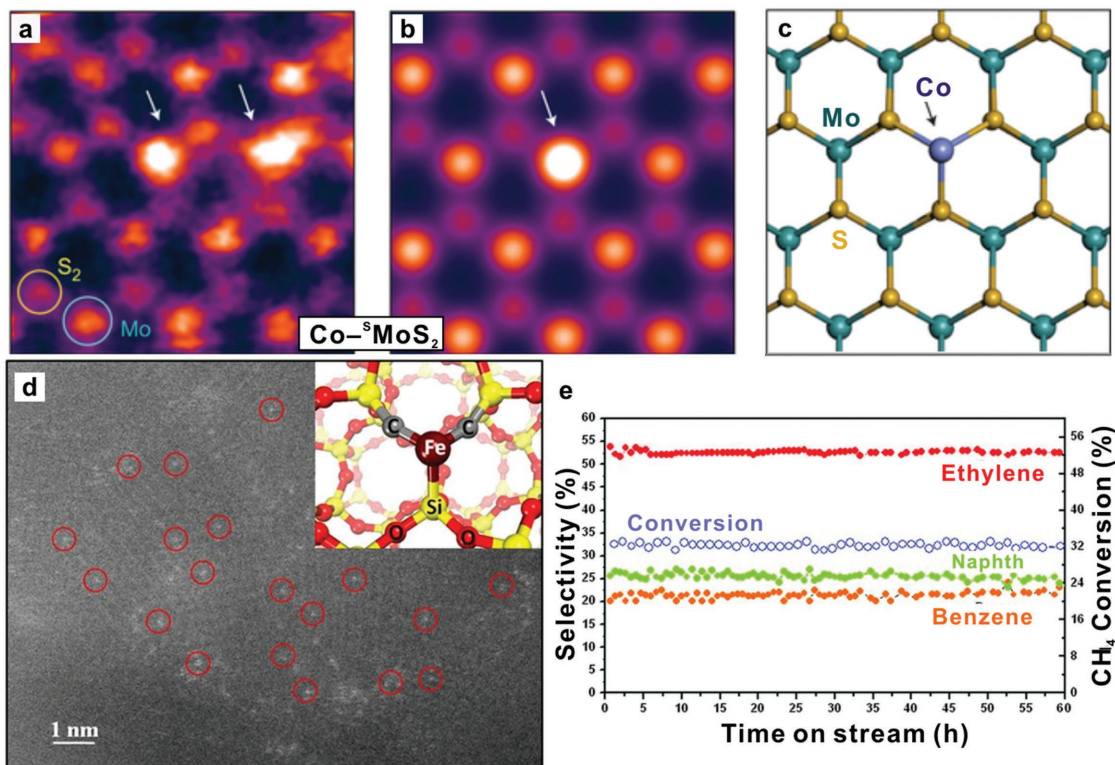 a
S2
Mo
b
Co–SMoS2
c
Co
Mo
S
d
C
Fe
C
Si
O
O
1 nm
e
Selectivity (%)
60
55
50
45
40
35
30
25
20
15
10
5
0
Ethylene
Conversion
Naphth
Benzene
56
48
40
32
24
16
8
0
CH4 Conversion (%)
0 5 10 15 20 25 30 35 40 45 50 55 60
Time on stream (h)